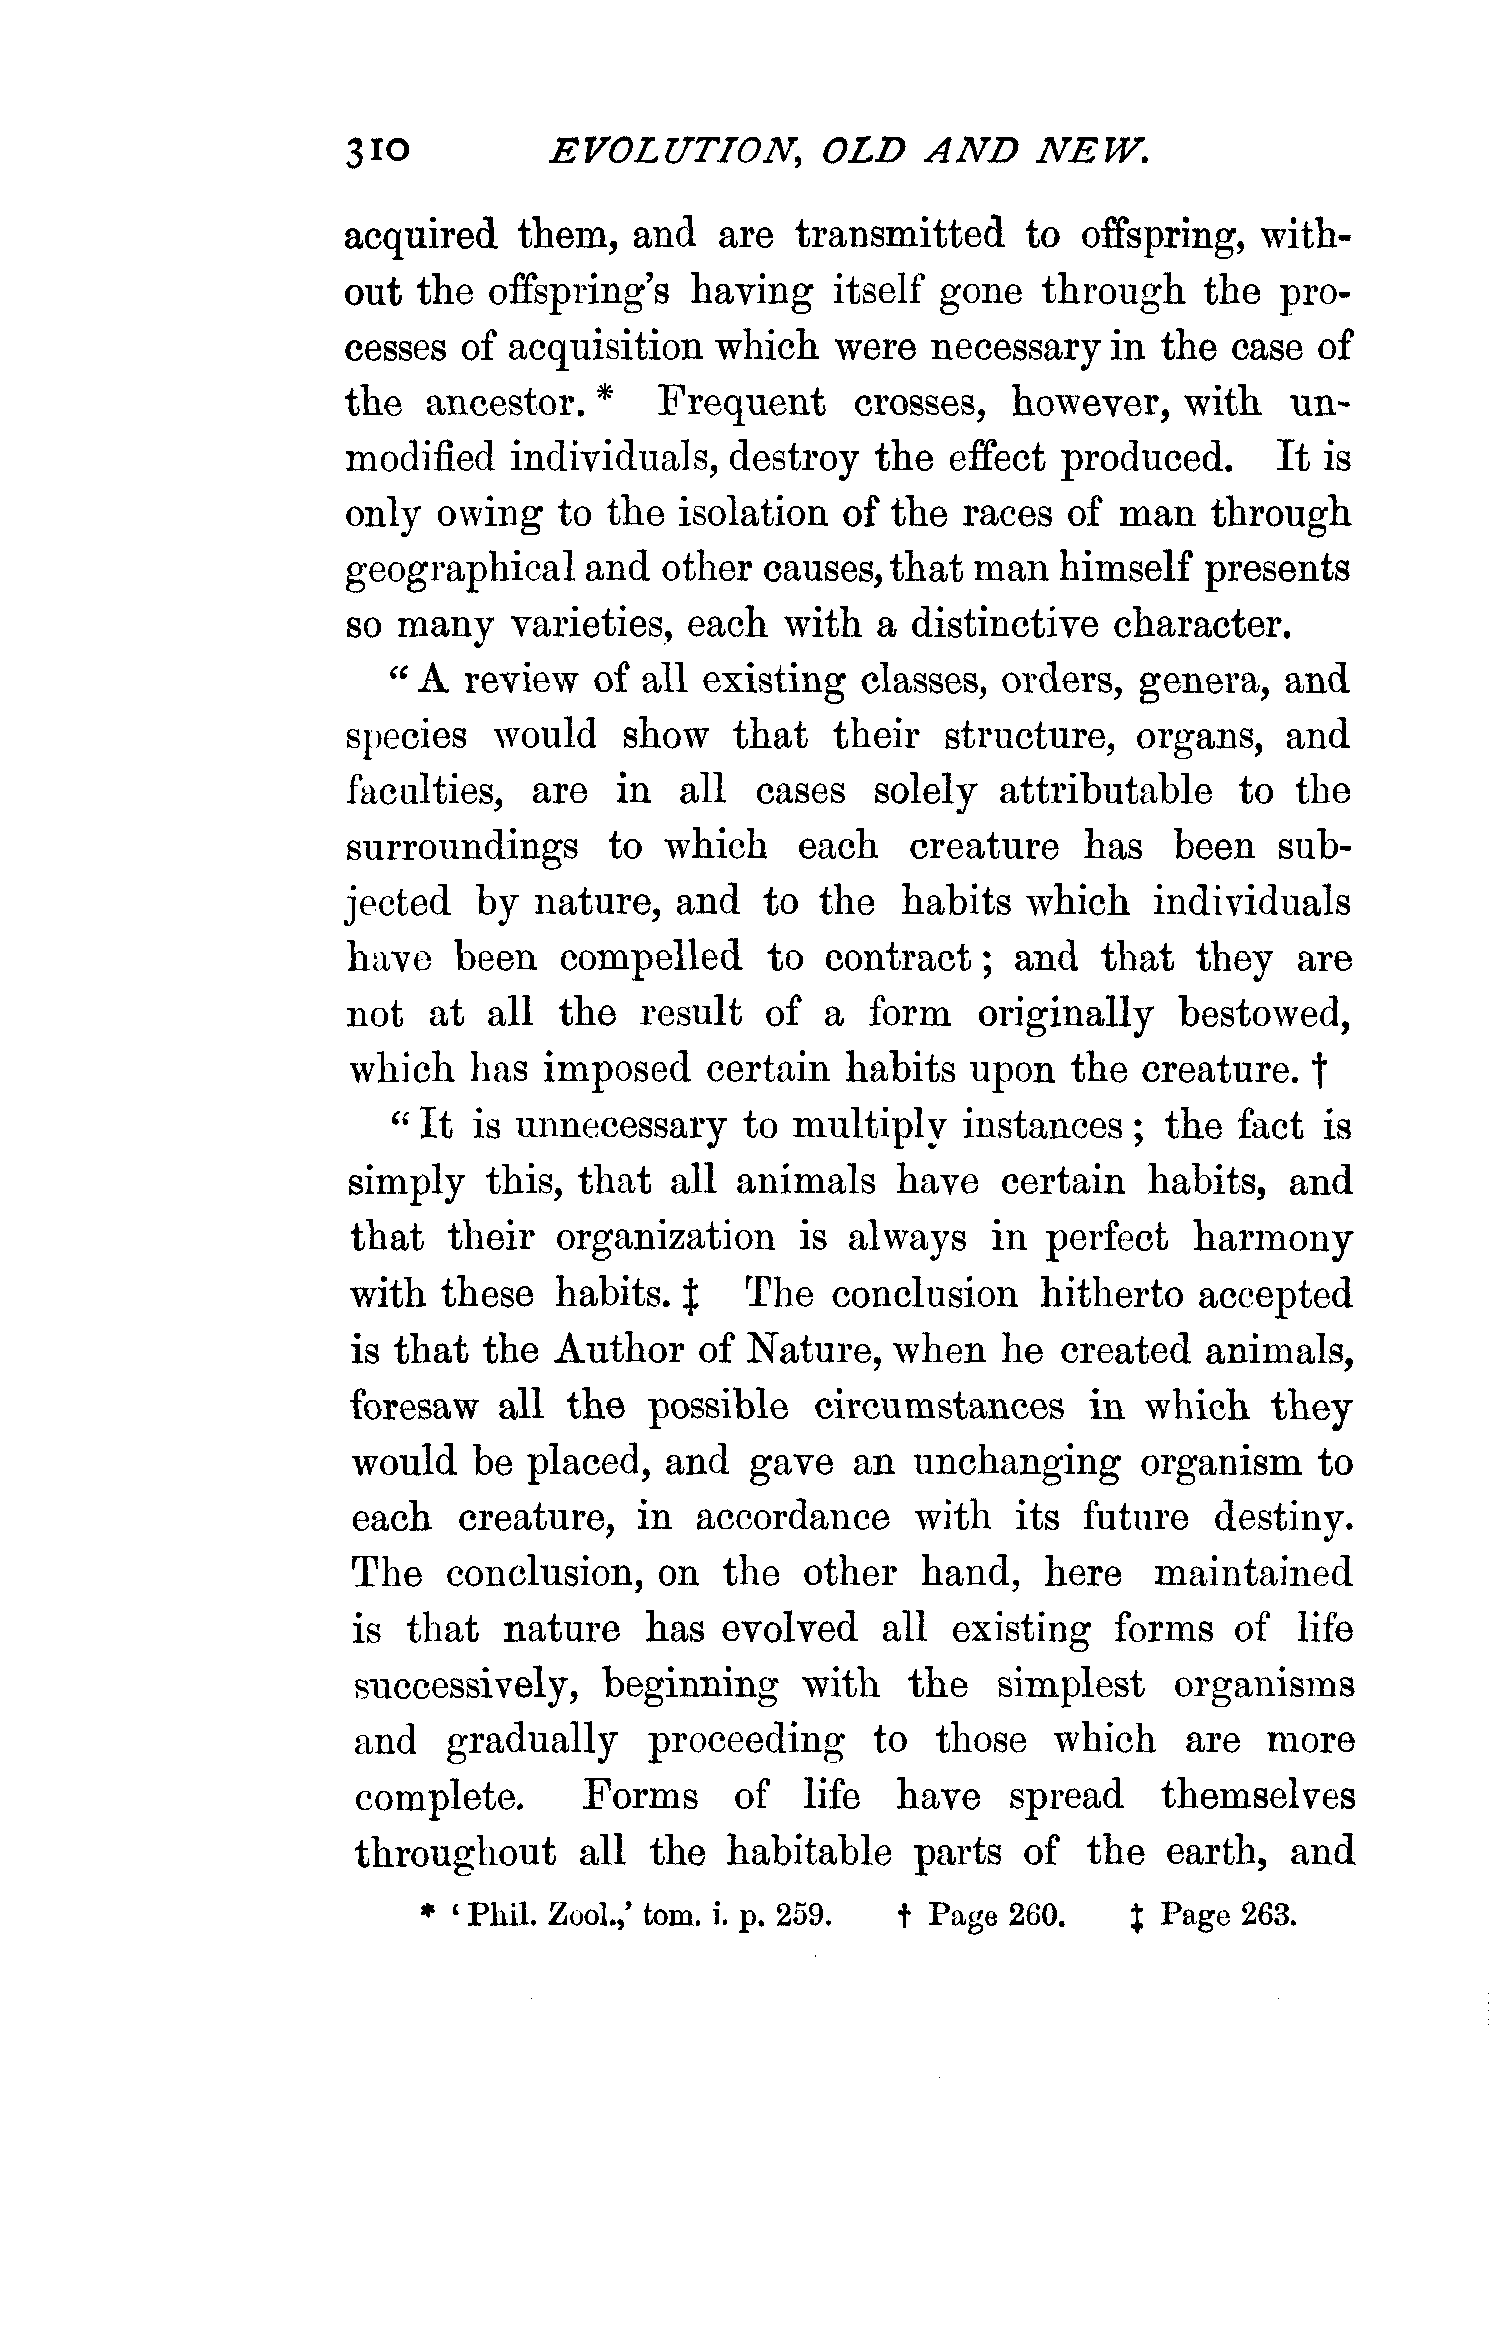 310 EVOLUTION, OLD AND NEW.
acquired them, and are transmitted to offspring, with-
out the offspring's having itself gone through the pro-
cesses of acquisition which were necessary in the case of
the ancestor. * Frequent crosses, however, with un-
modified individuals, destroy the effect produced. It is
only owing to the isolation of the races of man through
geographical and other causes, that man himself presents
so many varieties, each with a distinctive character.
“ A review of all existing classes, orders, genera, and
species would show that their structure, organs, and
faculties, are in all cases solely attributable to the
surroundings to which each creature has been sub-
jected by nature, and to the habits which individuals
have been compelled to contract ; and that they are
not at all the result of a form originally bestowed,
which has imposed certain habits upon the creature. †
“ It is unnecessary to multiply instances ; the fact is
simply this, that all animals have certain habits, and
that their organization is always in perfect harmony
with these habits. ‡ The conclusion hitherto accepted
is that the Author of Nature, when he created animals,
foresaw all the possible circumstances in which they
would be placed, and gave an unchanging organism to
each creature, in accordance with its future destiny.
The conclusion, on the other hand, here maintained
is that nature has evolved all existing forms of life
successively, beginning with the simplest organisms
and gradually proceeding to those which are more
complete. Forms of life have spread themselves
throughout all the habitable parts of the earth, and
* ‘ Phil. Zool.,’ tom. i. p. 259. † Page 260. ‡ Page 263.